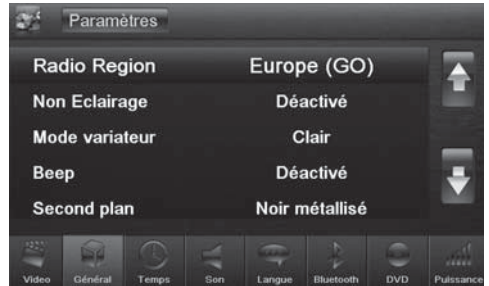 Paramètres
Radio Region Europe (GO)
Non Eclairage Déactivé
Mode variateur Clair
Beep Déactivé
Second plan Noir métallisé
Video Général Temps Son Langue Bluetooth DVD Puissance